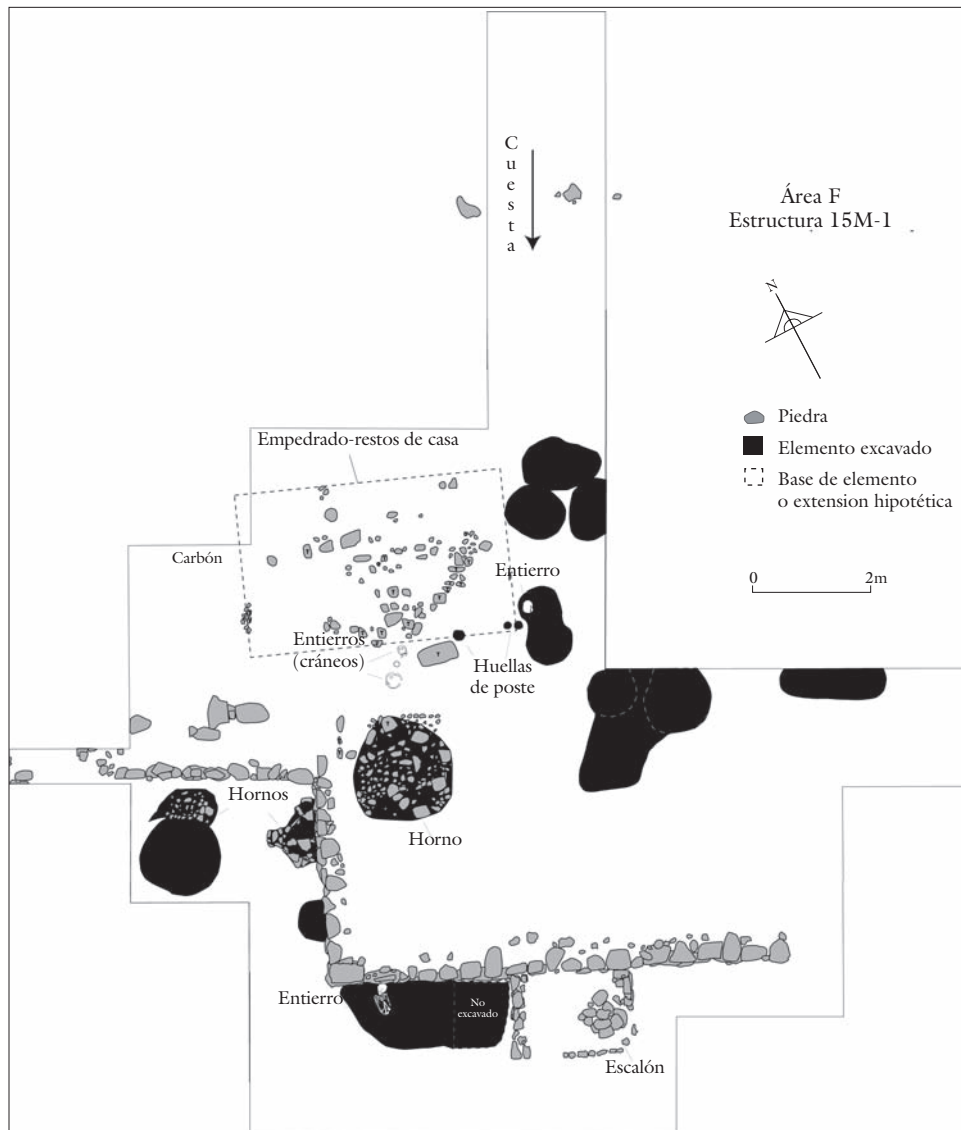 Cuesta
Área F
Estructura 15M-1
N
Piedra
Elemento excavado
Base de elemento
o extension hipotética
0 2m
Empedrado-restos de casa
Carbón
Entierro
Entierros
(cráneos)
Huellas
de poste
Hornos
Horno
Entierro
No
excavado
Escalón